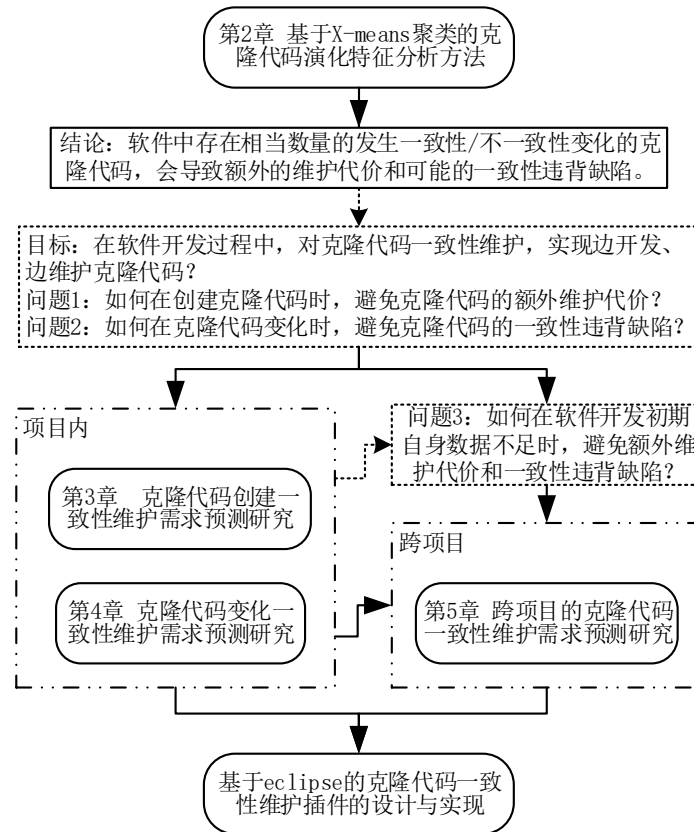 第2章 基于X-means聚类的克
隆代码演化特征分析方法
结论：软件中存在相当数量的发生一致性/不一致性变化的克
隆代码，会导致额外的维护代价和可能的一致性违背缺陷。
目标：在软件开发过程中，对克隆代码一致性维护，实现边开发、
边维护克隆代码？
问题1：如何在创建克隆代码时，避免克隆代码的额外维护代价？
问题2：如何在克隆代码变化时，避免克隆代码的一致性违背缺陷？
项目内
第3章 克隆代码创建一
致性维护需求预测研究
第4章 克隆代码变化一
致性维护需求预测研究
问题3：如何在软件开发初期
自身数据不足时，避免额外维
护代价和一致性违背缺陷？
跨项目
第5章 跨项目的克隆代码
一致性维护需求预测研究
基于eclipse的克隆代码一致
性维护插件的设计与实现